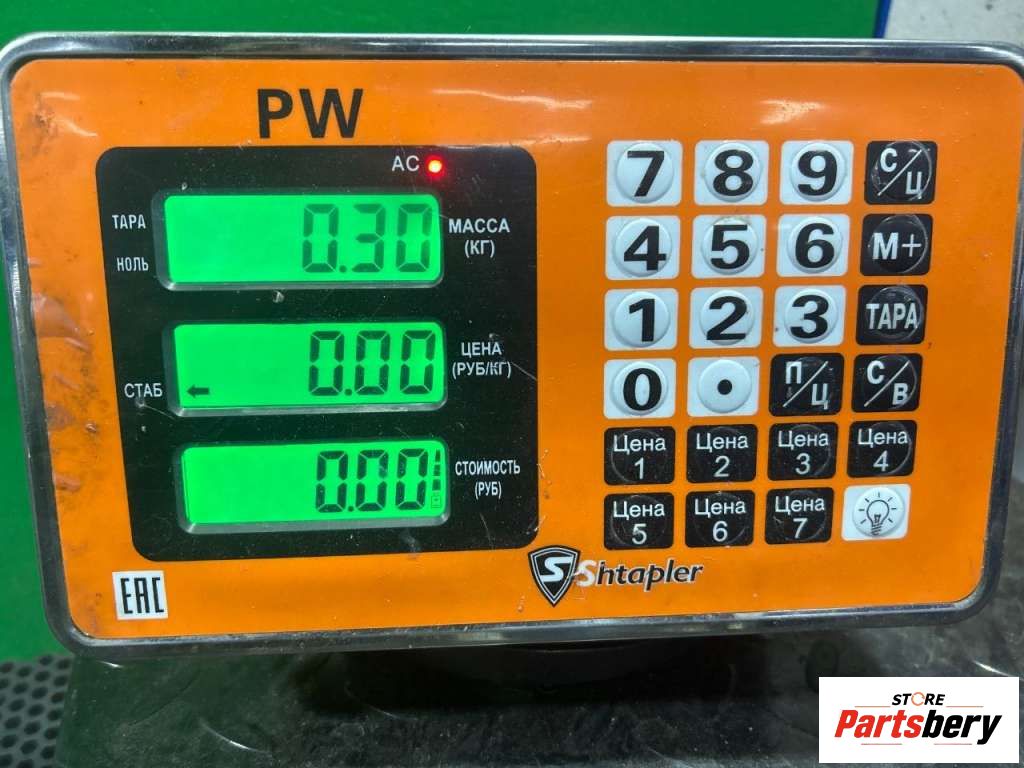 PW
AC
ТАРА
НОЛЬ
0.30
МАССА
(КГ)
СТАБ
0.00
ЦЕНА
(РУБ/КГ)
0.00
СТОИМОСТЬ
(РУБ)
7 8 9 С/Ц
4 5 6 М+
1 2 3 ТАРА
0 • П/Ц С/В
Цена 1 Цена 2 Цена 3 Цена 4
Цена 5 Цена 6 Цена 7
S Shtapler
EAC
STORE
Partsbery